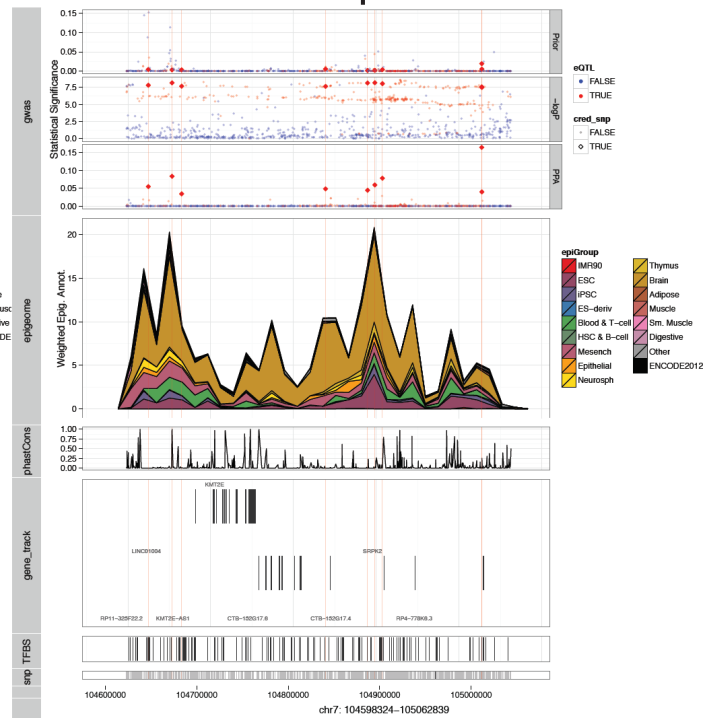 gwas
Statistical Significance
0.15
0.10
0.05
0.00
Prior
7.5
5.0
2.5
0.0
-logP
0.15
0.10
0.05
0.00
PPA
eQTL
FALSE
TRUE
cred_snp
FALSE
TRUE
epigeome
Weighted Epig. Annot.
20
15
10
5
0
epiGroup
IMR90
ESC
iPSC
ES-deriv
Blood & T-cell
HSC & B-cell
Mesench
Epithelial
Neurosph
Thymus
Brain
Adipose
Muscle
Sm. Muscle
Digestive
Other
ENCODE2012
e
usc
ive
DE
phastCons
1.00
0.75
0.50
0.25
0.00
gene_track
KMT2E
LINC01004
SRPK2
RP11-325F22.2
KMT2E-AS1
CTB-152G17.6
CTB-152G17.4
RP4-778K6.3
TFBS
snp
104600000
104700000
104800000
104900000
105000000
chr7: 104598324-105062839